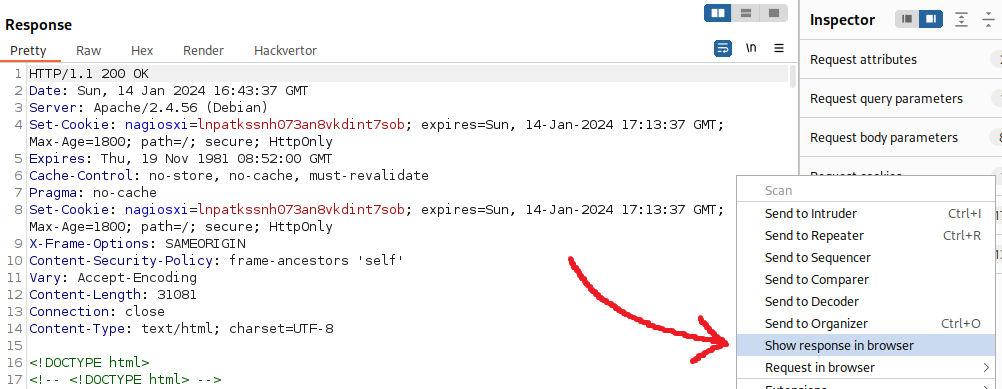 Response
Pretty Raw Hex Render Hackvertor
\n
1 HTTP/1.1 200 OK
2 Date: Sun, 14 Jan 2024 16:43:37 GMT
3 Server: Apache/2.4.56 (Debian)
4 Set-Cookie: nagiosxi=lnpatkssnh073an8vkdint7sob; expires=Sun, 14-Jan-2024 17:13:37 GMT;
Max-Age=1800; path=/; secure; HttpOnly
5 Expires: Thu, 19 Nov 1981 08:52:00 GMT
6 Cache-Control: no-store, no-cache, must-revalidate
7 Pragma: no-cache
8 Set-Cookie: nagiosxi=lnpatkssnh073an8vkdint7sob; expires=Sun, 14-Jan-2024 17:13:37 GMT;
Max-Age=1800; path=/; secure; HttpOnly
9 X-Frame-Options: SAMEORIGIN
10 Content-Security-Policy: frame-ancestors 'self'
11 Vary: Accept-Encoding
12 Content-Length: 31081
13 Connection: close
14 Content-Type: text/html; charset=UTF-8
15
16 <!DOCTYPE html>
17 <!-- <!DOCTYPE html> -->
Inspector
Request attributes
Request query parameters
Request body parameters
Request cookies
Scan
Send to Intruder Ctrl+I
Send to Repeater Ctrl+R
Send to Sequencer
Send to Comparer
Send to Decoder
Send to Organizer Ctrl+O
Show response in browser
Request in browser
Extensions